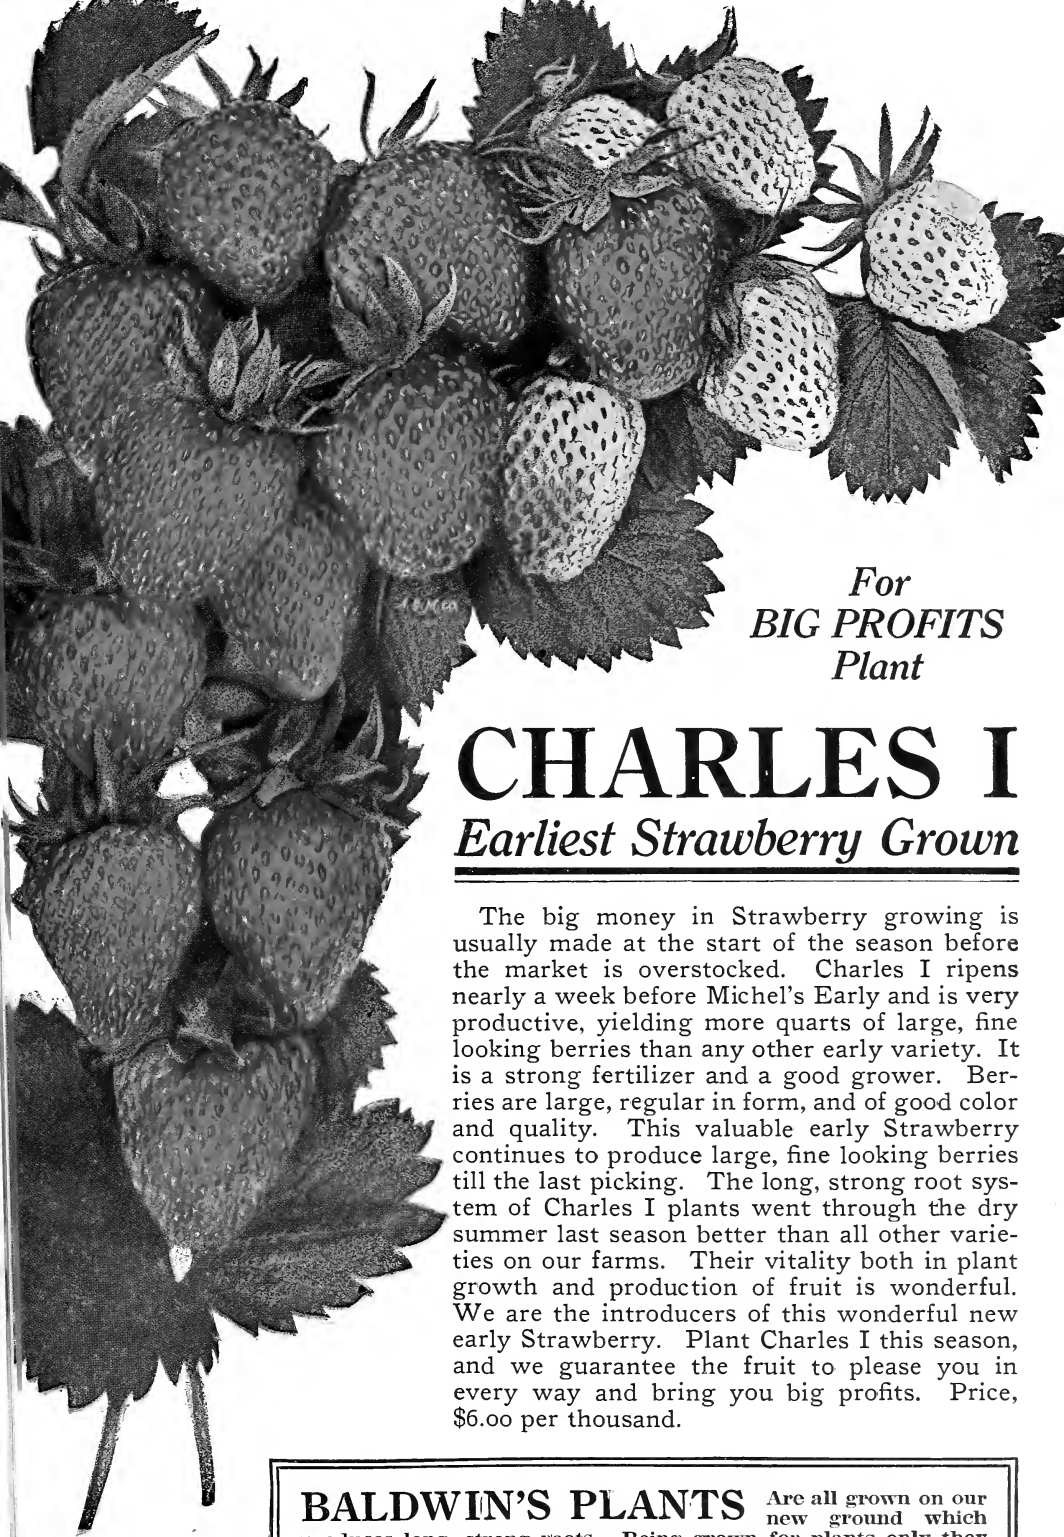 For
BIG PROFITS
Plant
CHARLES I
Earliest Strawberry Grown
The big money in Strawberry growing is
usually made at the start of the season before
the market is overstocked. Charles I ripens
nearly a week before Michel's Early and is very
productive, yielding more quarts of large, fine
looking berries than any other early variety. It
is a strong fertilizer and a good grower. Ber-
ries are large, regular in form, and of good color
and quality. This valuable early Strawberry
continues to produce large, fine looking berries
till the last picking. The long, strong root sys-
tem of Charles I plants went through the dry
summer last season better than all other varie-
ties on our farms. Their vitality both in plant
growth and production of fruit is wonderful.
We are the introducers of this wonderful new
early Strawberry. Plant Charles I this season,
and we guarantee the fruit to please you in
every way and bring you big profits. Price,
$6.00 per thousand.
BALDWIN'S PLANTS
Are all grown on our
new ground which